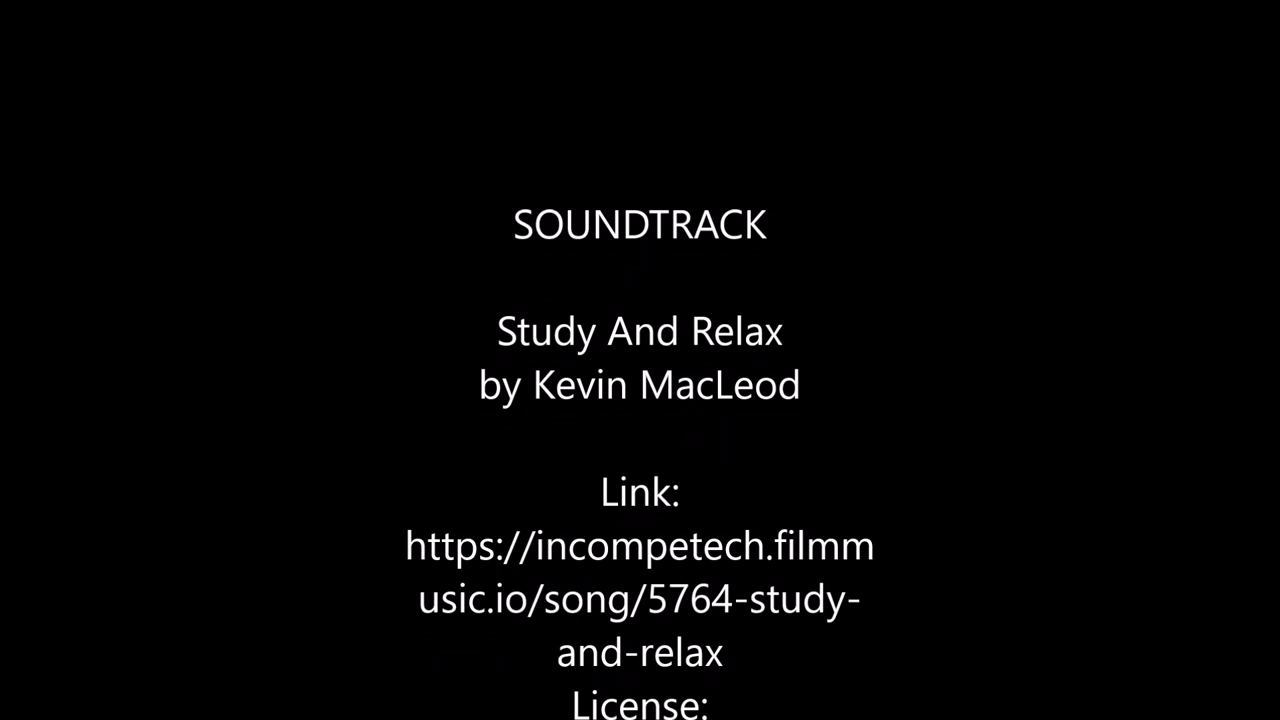 SOUNDTRACK
Study And Relax
by Kevin MacLeod
Link:
https://incompetech.filmm
usic.io/song/5764-study-
and-relax
License: